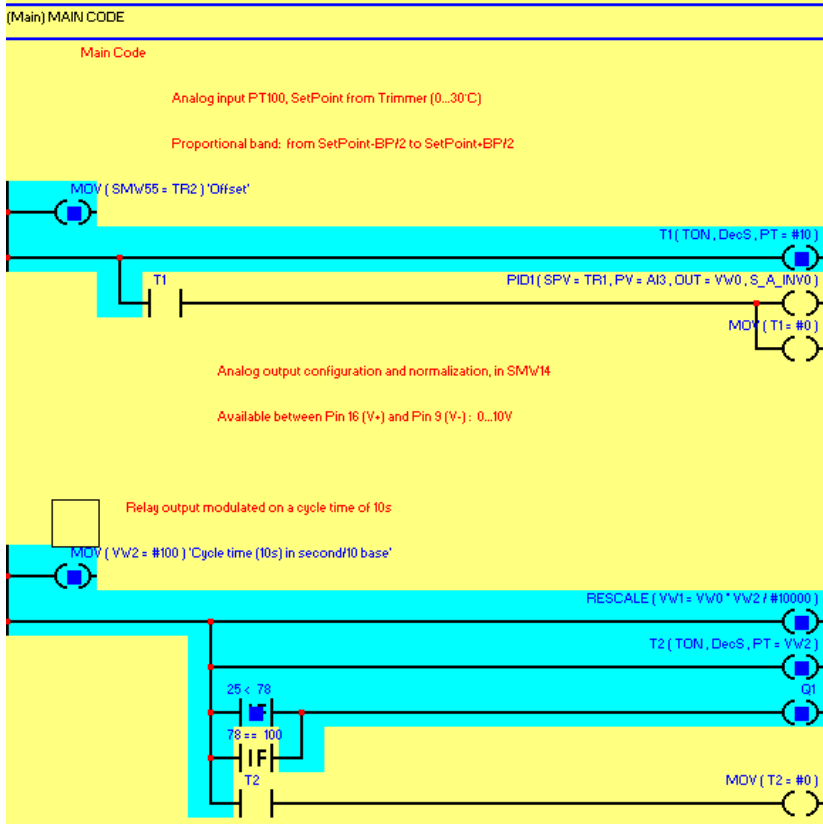 (Main) MAIN CODE
Main Code
Analog input PT100, SetPoint from Trimmer (0...30°C)
Proportional band: from SetPoint-BP/2 to SetPoint+BP/2
MOV ( SMW55 = TR2 ) 'Offset'
T1 ( TON , DecS , PT = #10 )
T1
PID1 ( SPV = TR1, PV = AI3, OUT = VW0 , S_A_INV0 )
MOV ( T1 = #0 )
Analog output configuration and normalization, in SMW14
Available between Pin 16 (V+) and Pin 9 (V-) : 0...10V
Relay output modulated on a cycle time of 10s
MOV ( VW2 = #100 ) 'Cycle time (10s) in second/10 base'
RESCALE ( VW1 = VW0 * VW2 / #10000 )
T2 ( TON , DecS , PT = VW2 )
25 < 78
Q1
IF
78 == 100
IF
T2
MOV ( T2 = #0 )